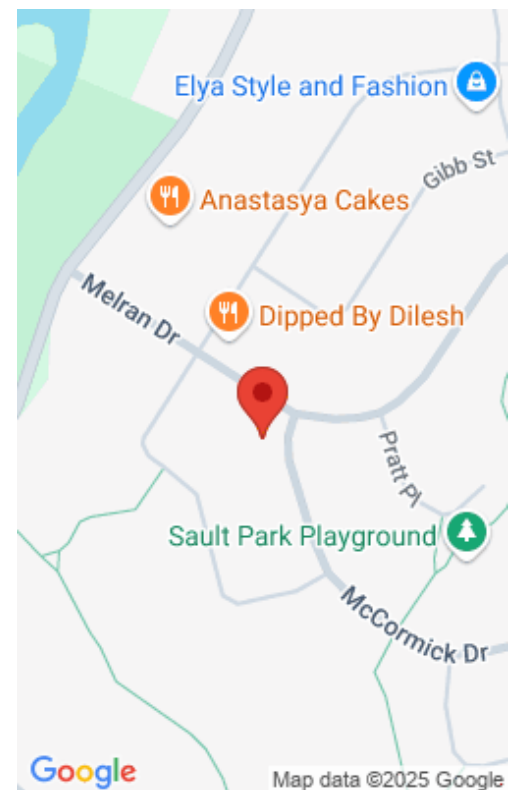 Elya Style and Fashion
Gibb St
Anastasya Cakes
Melran Dr
Dipped By Dilesh
Pratt Pl
Sault Park Playground
McCormick Dr
Google
Map data ©2025 Google